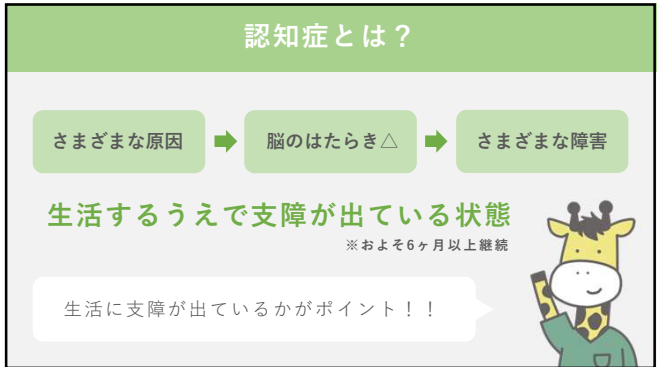 認知症とは？
さまざまな原因
脳のはたらき△
さまざまな障害
生活するうえで支障が出ている状態
※およそ6ヶ月以上継続
生活に支障が出ているかがポイント！！